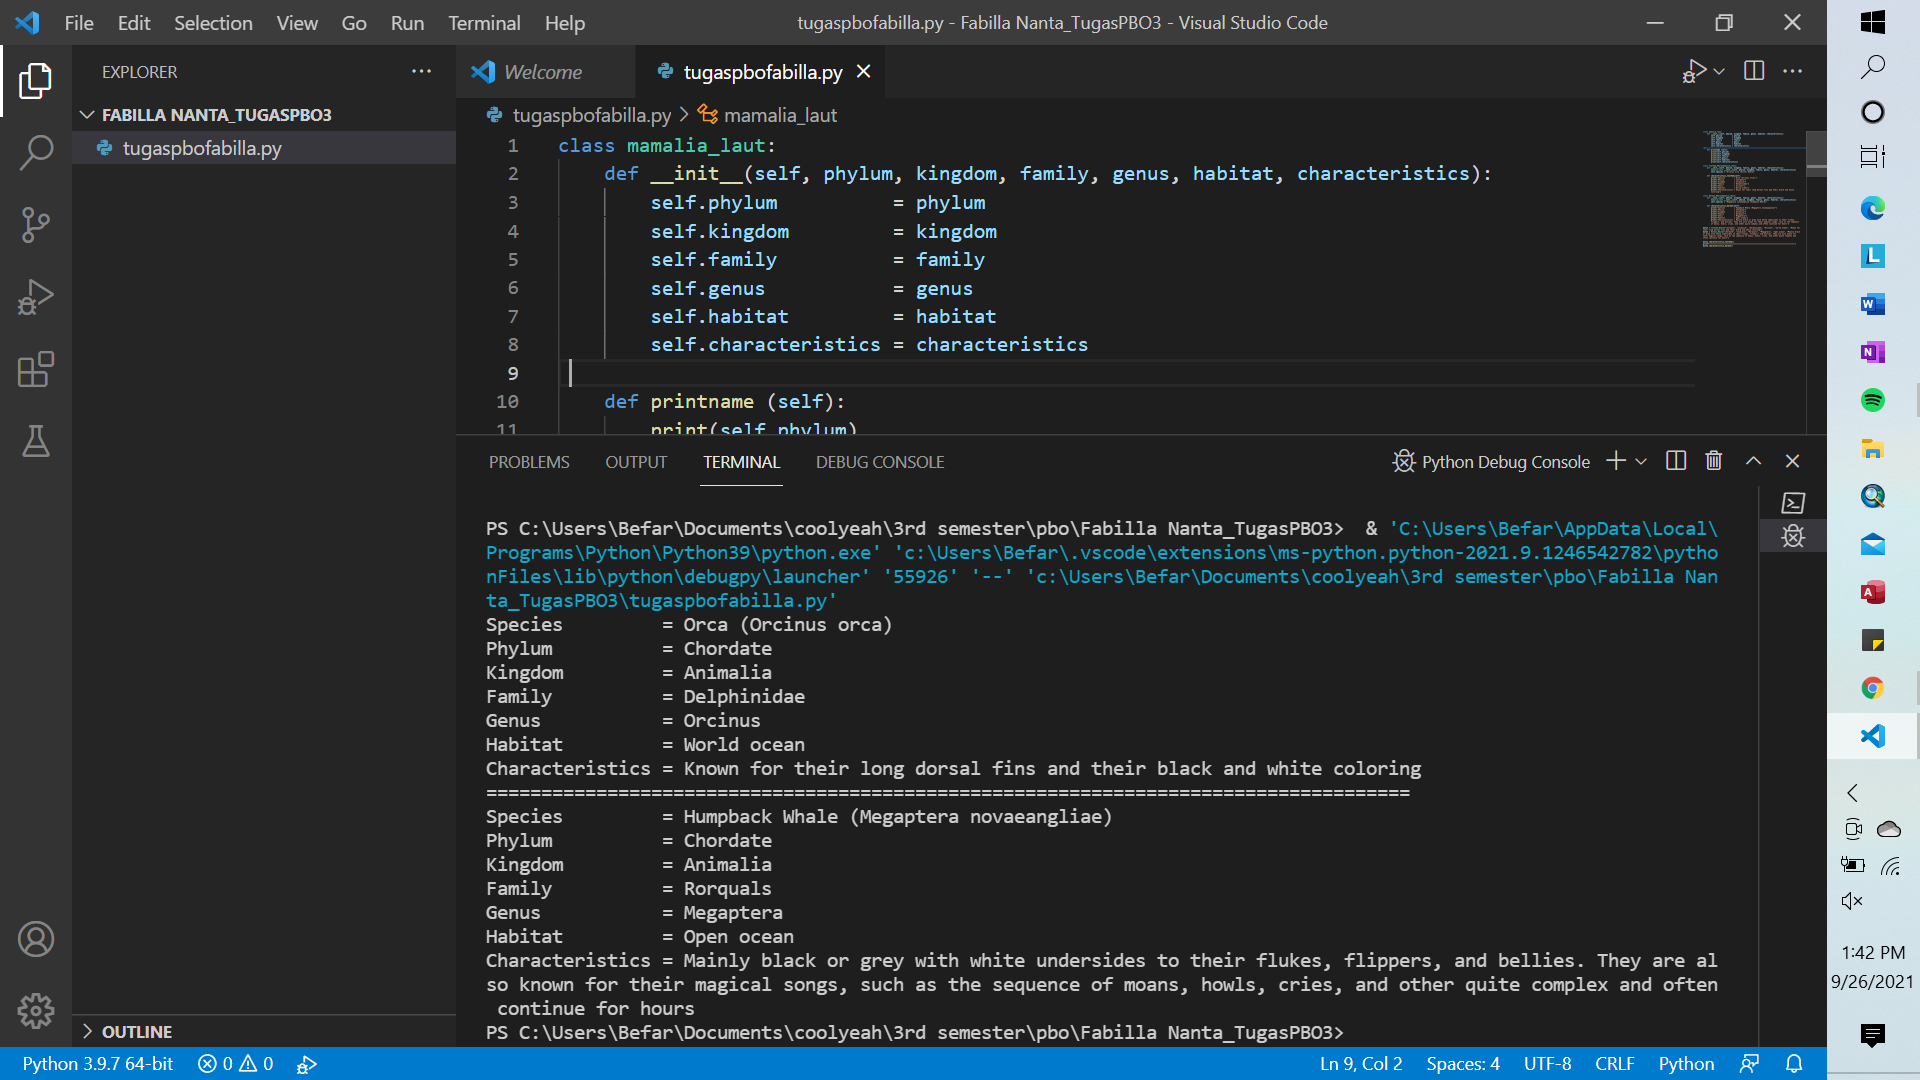 File Edit Selection View Go Run Terminal Help
tugaspbofabilla.py - Fabilla Nanta_TugasPBO3 - Visual Studio Code
EXPLORER
FABILLA NANTA_TUGASPBO3
tugaspbofabilla.py
OUTLINE
Welcome
tugaspbofabilla.py
tugaspbofabilla.py > mamalia_laut
1 class mamalia_laut:
2 def __init__(self, phylum, kingdom, family, genus, habitat, characteristics):
3 self.phylum = phylum
4 self.kingdom = kingdom
5 self.family = family
6 self.genus = genus
7 self.habitat = habitat
8 self.characteristics = characteristics
9
10 def printname (self):
11 print(self.phylum)
PROBLEMS OUTPUT TERMINAL DEBUG CONSOLE
Python Debug Console
PS C:\Users\Befar\Documents\coolyeah\3rd semester\pbo\Fabilla Nanta_TugasPBO3> & 'C:\Users\Befar\AppData\Local\
Programs\Python\Python39\python.exe' 'c:\Users\Befar\.vscode\extensions\ms-python.python-2021.9.1246542782\pytho
nFiles\lib\python\debugpy\launcher' '55926' '--' 'c:\Users\Befar\Documents\coolyeah\3rd semester\pbo\Fabilla Nan
ta_TugasPBO3\tugaspbofabilla.py'
Species = Orca (Orcinus orca)
Phylum = Chordate
Kingdom = Animalia
Family = Delphinidae
Genus = Orcinus
Habitat = World ocean
Characteristics = Known for their long dorsal fins and their black and white coloring
====================================================================================
Species = Humpback Whale (Megaptera novaeangliae)
Phylum = Chordate
Kingdom = Animalia
Family = Rorquals
Genus = Megaptera
Habitat = Open ocean
Characteristics = Mainly black or grey with white undersides to their flukes, flippers, and bellies. They are al
so known for their magical songs, such as the sequence of moans, howls, cries, and other quite complex and often
continue for hours
PS C:\Users\Befar\Documents\coolyeah\3rd semester\pbo\Fabilla Nanta_TugasPBO3>
Python 3.9.7 64-bit 0 0
Ln 9, Col 2 Spaces: 4 UTF-8 CRLF Python
1:42 PM
9/26/2021